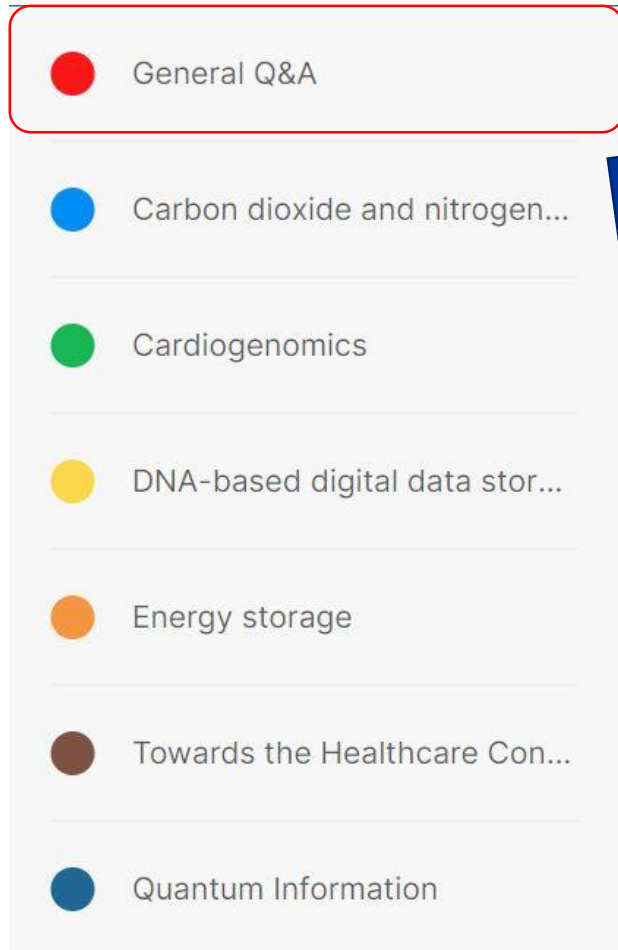 General Q&A
Carbon dioxide and nitrogen...
Cardiogenomics
DNA-based digital data stor...
Energy storage
Towards the Healthcare Con...
Quantum Information